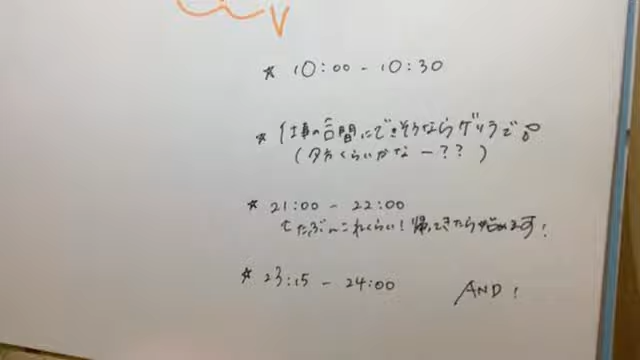 ★ 10:00 - 10:30
★ 仕事の合間にできそうならゲリラで
(夕方くらいかなー??)
★ 21:00 - 22:00
たぶんこれくらい!帰ってきたら始めます!
★ 23:15 - 24:00
AND!